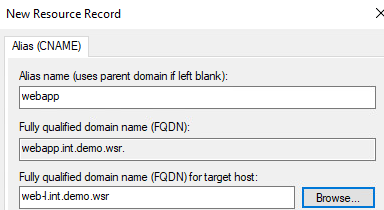 New Resource Record
Alias (CNAME)
Alias name (uses parent domain if left blank):
webapp
Fully qualified domain name (FQDN):
webapp.int.demo.wsr.
Fully qualified domain name (FQDN) for target host:
web-l.int.demo.wsr
Browse...